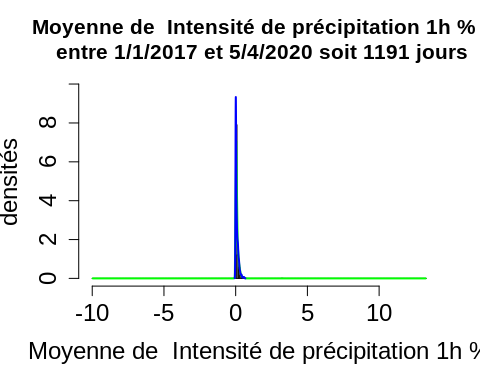 Moyenne de  Intensité de précipitation 1h %
entre 1/1/2017 et 5/4/2020 soit 1191 jours
densités
8
6
4
2
0
-10 -5 0 5 10
Moyenne de  Intensité de précipitation 1h %